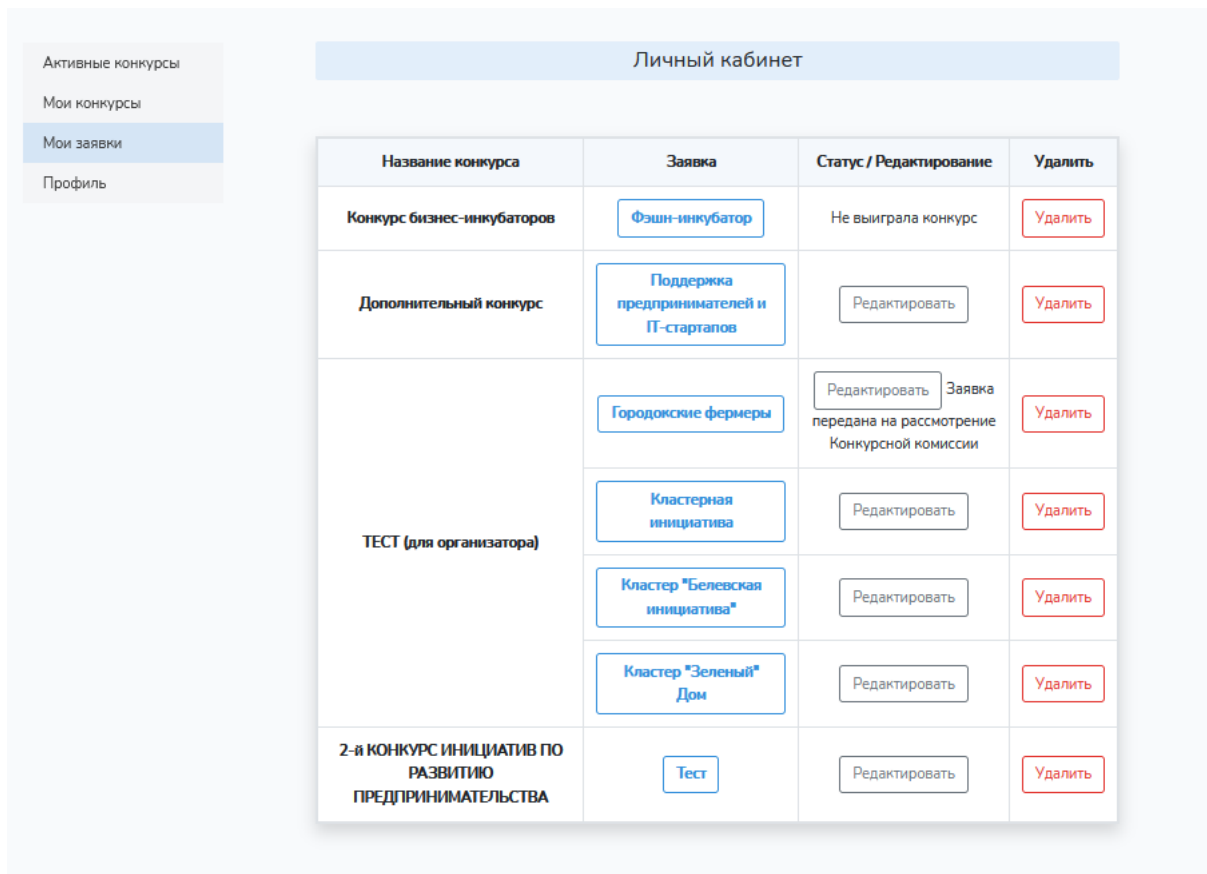 Активные конкурсы
Мои конкурсы
Мои заявки
Профиль
Личный кабинет
Название конкурса
Заявка
Статус / Редактирование
Удалить
Конкурс бизнес-инкубаторов
Фэшн-инкубатор
Не выиграла конкурс
Удалить
Дополнительный конкурс
Поддержка
предпринимателей и
IT-стартапов
Редактировать
Удалить
ТЕСТ (для организатора)
Городокские фермеры
Редактировать Заявка
передана на рассмотрение
Конкурсной комиссии
Удалить
Кластерная
инициатива
Редактировать
Удалить
Кластер "Белевская
инициатива"
Редактировать
Удалить
Кластер "Зеленый"
Дом
Редактировать
Удалить
2-й КОНКУРС ИНИЦИАТИВ ПО
РАЗВИТИЮ
ПРЕДПРИНИМАТЕЛЬСТВА
Тест
Редактировать
Удалить